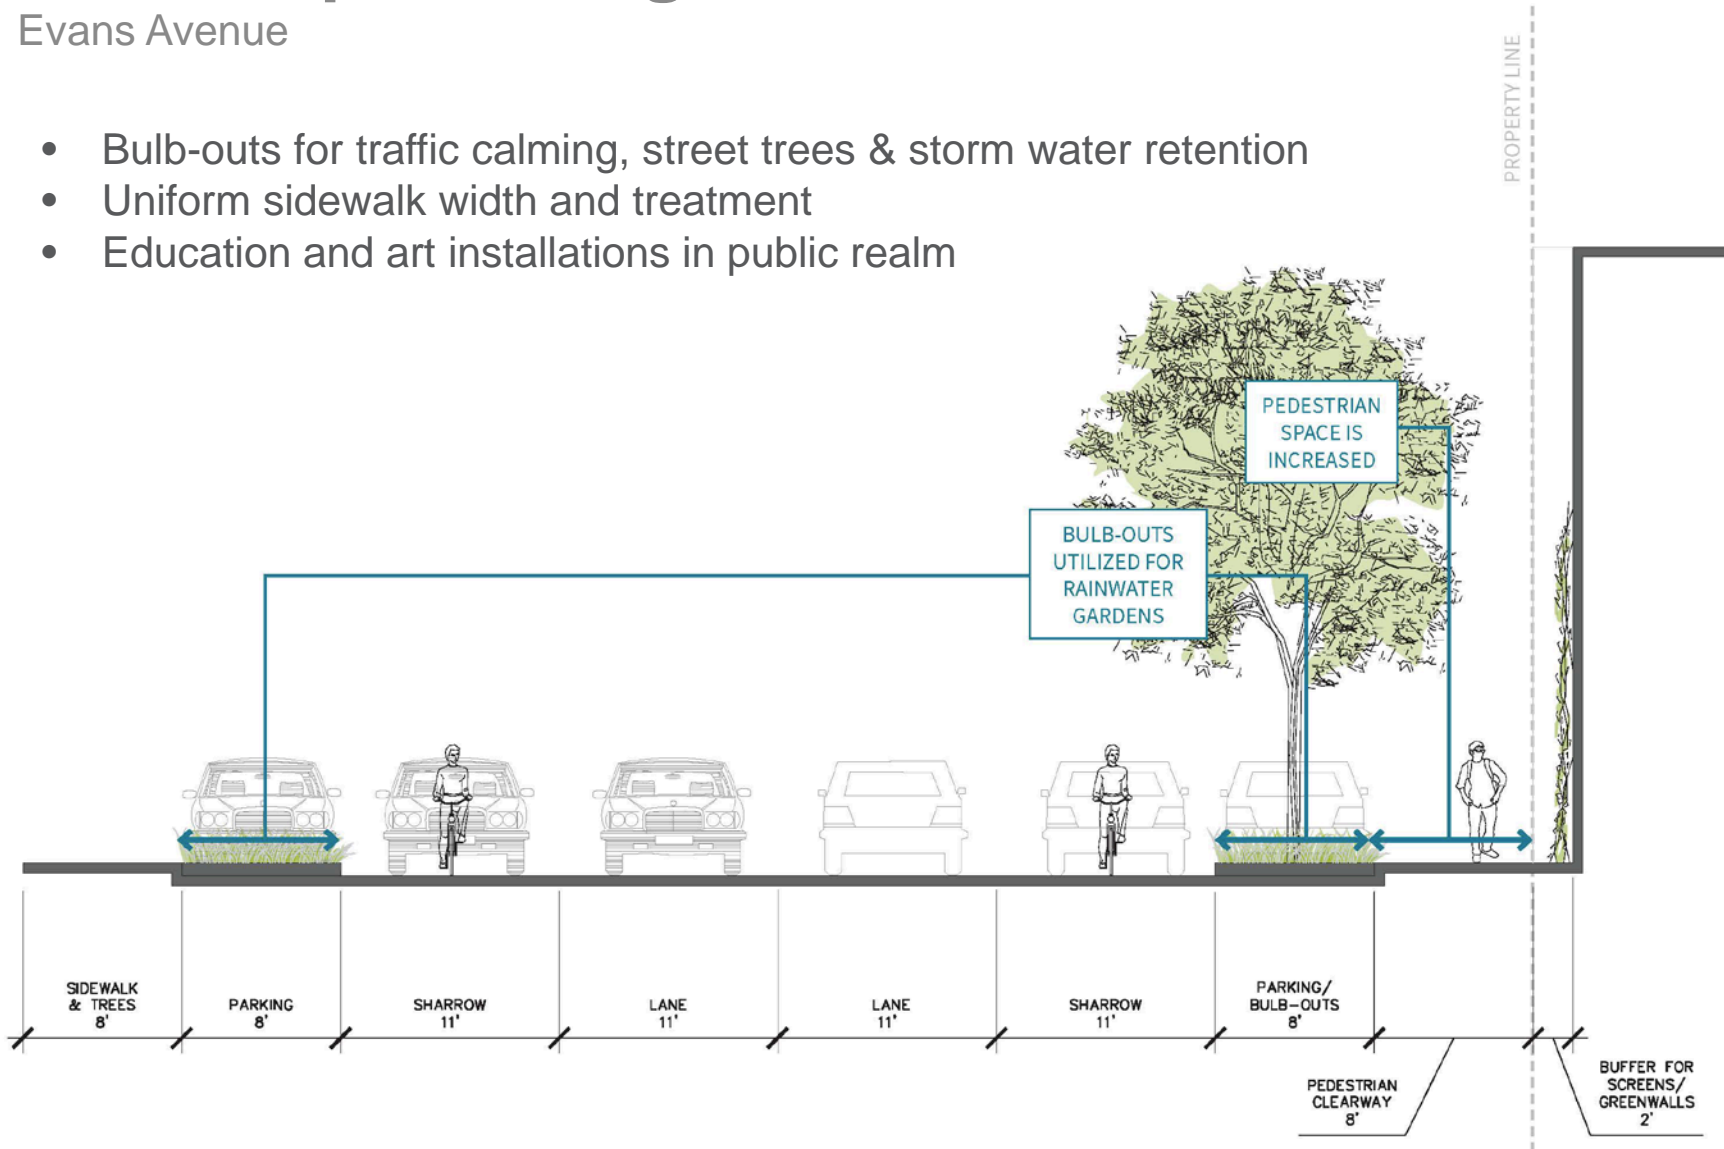 Evans Avenue
PROPERTY LINE
• Bulb-outs for traffic calming, street trees & storm water retention
• Uniform sidewalk width and treatment
• Education and art installations in public realm
PEDESTRIAN
SPACE IS
INCREASED
BULB-OUTS
UTILIZED FOR
RAINWATER
GARDENS
SIDEWALK
& TREES
8'
PARKING
8'
SHARROW
11'
LANE
11'
LANE
11'
SHARROW
11'
PARKING/
BULB-OUTS
8'
PEDESTRIAN
CLEARWAY
8'
BUFFER FOR
SCREENS/
GREENWALLS
2'